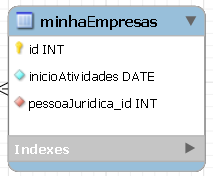 minhaEmpresas
id INT
inicioAtividades DATE
pessoaJuridica_id INT
Indexes